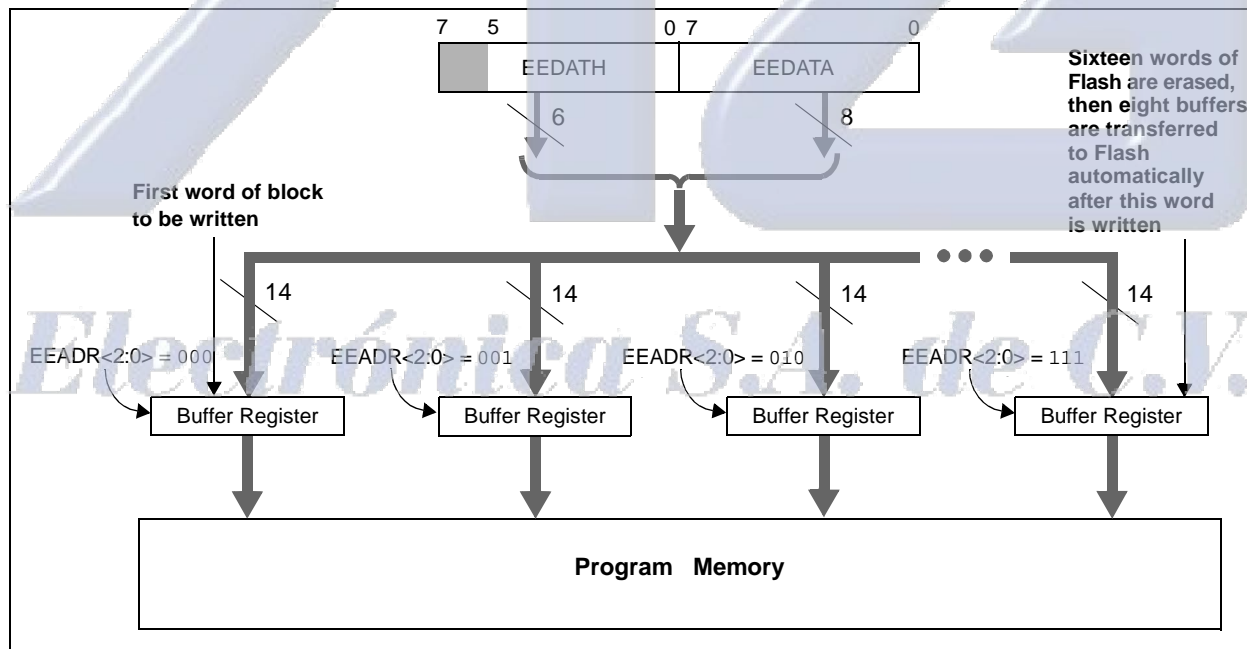 7 5 0 7 0
EEDATH EEDATA
6 8
Sixteen words of
Flash are erased,
then eight buffers
are transferred
to Flash
automatically
after this word
is written
First word of block
to be written
14 14 14 14
EEADR<2:0> = 000 EEADR<2:0> = 001 EEADR<2:0> = 010 EEADR<2:0> = 111
Electrónica S.A. de C.V.
Buffer Register Buffer Register Buffer Register Buffer Register
Program Memory